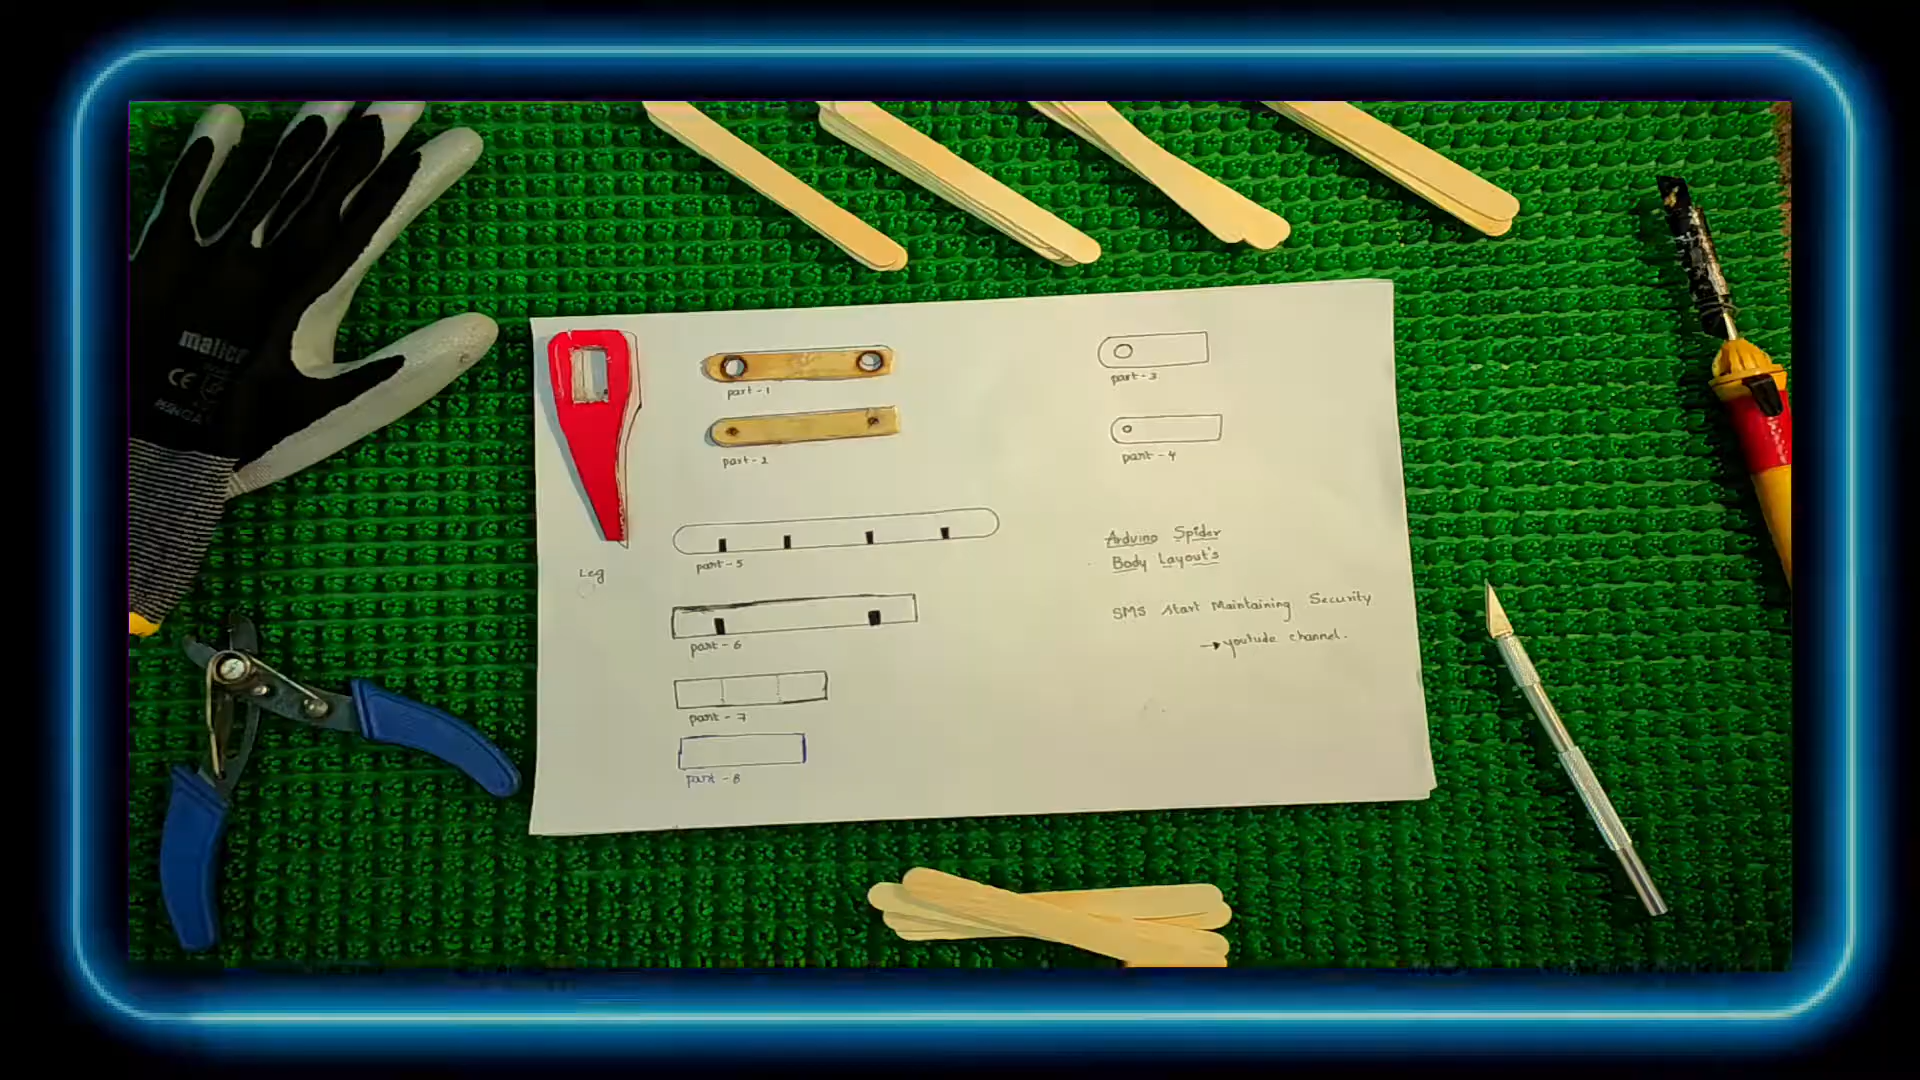 malice
CE
part - 1
part - 2
part - 3
part - 4
Leg
part - 5
part - 6
part - 7
part - 8
Arduino Spider
Body Layout's
SMS start Maintaining Security
→ youtude channel.